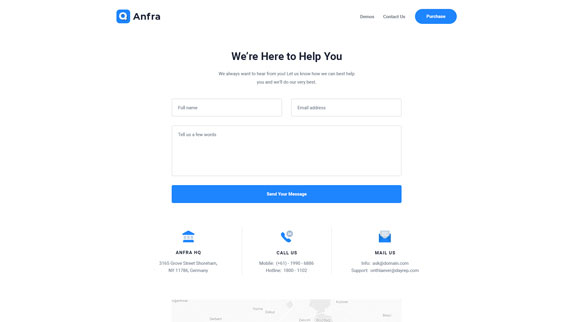 Anfra
Demos Contact Us Purchase
We're Here to Help You
We always want to hear from you! Let us know how we can best help
you and we'll do our very best.
Full name Email address
Tell us a few words
Send Your Message
ANFRA HQ
3165 Grove Street Shoreham,
NY 11786, Germany
CALL US
Mobile: (+61) - 1990 - 6886
Hotline: 1800 - 1102
MAIL US
Info: ask@domain.com
Support: